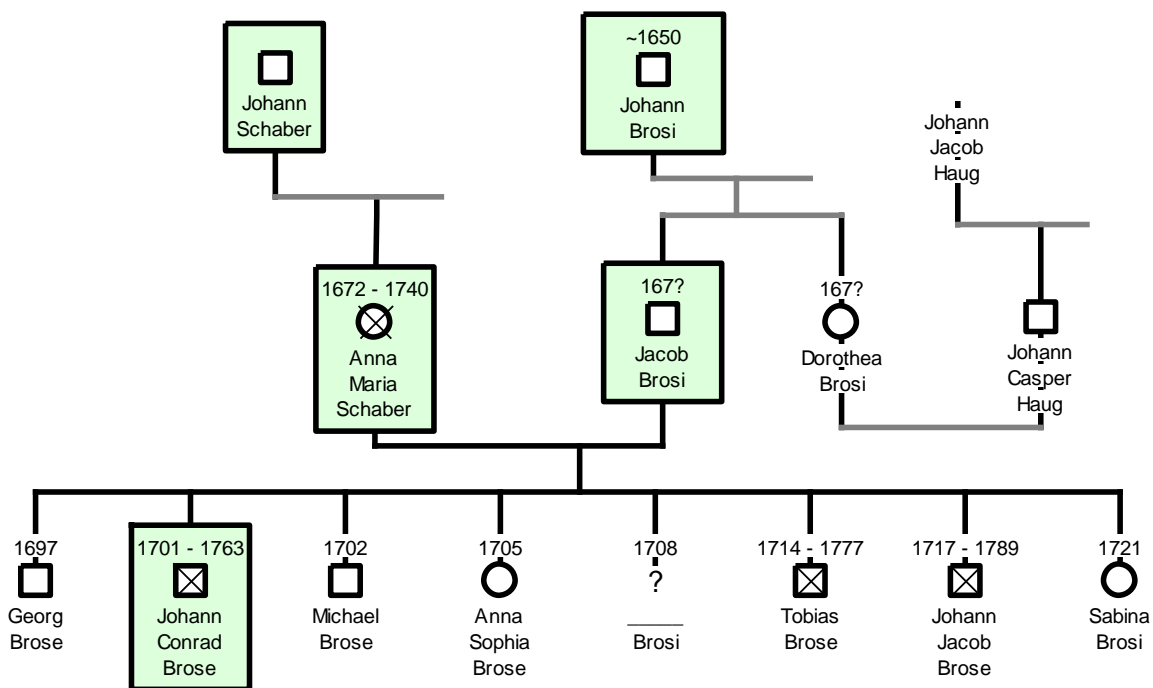 Johann
Schaber
~1650
Johann
Brosi
Johann
Jacob
Haug
1672 - 1740
Anna
Maria
Schaber
167?
Jacob
Brosi
167?
Dorothea
Brosi
Johann
Casper
Haug
1697
Georg
Brose
1701 - 1763
Johann
Conrad
Brose
1702
Michael
Brose
1705
Anna
Sophia
Brose
1708
?
_____
Brosi
1714 - 1777
Tobias
Brose
1717 - 1789
Johann
Jacob
Brose
1721
Sabina
Brosi